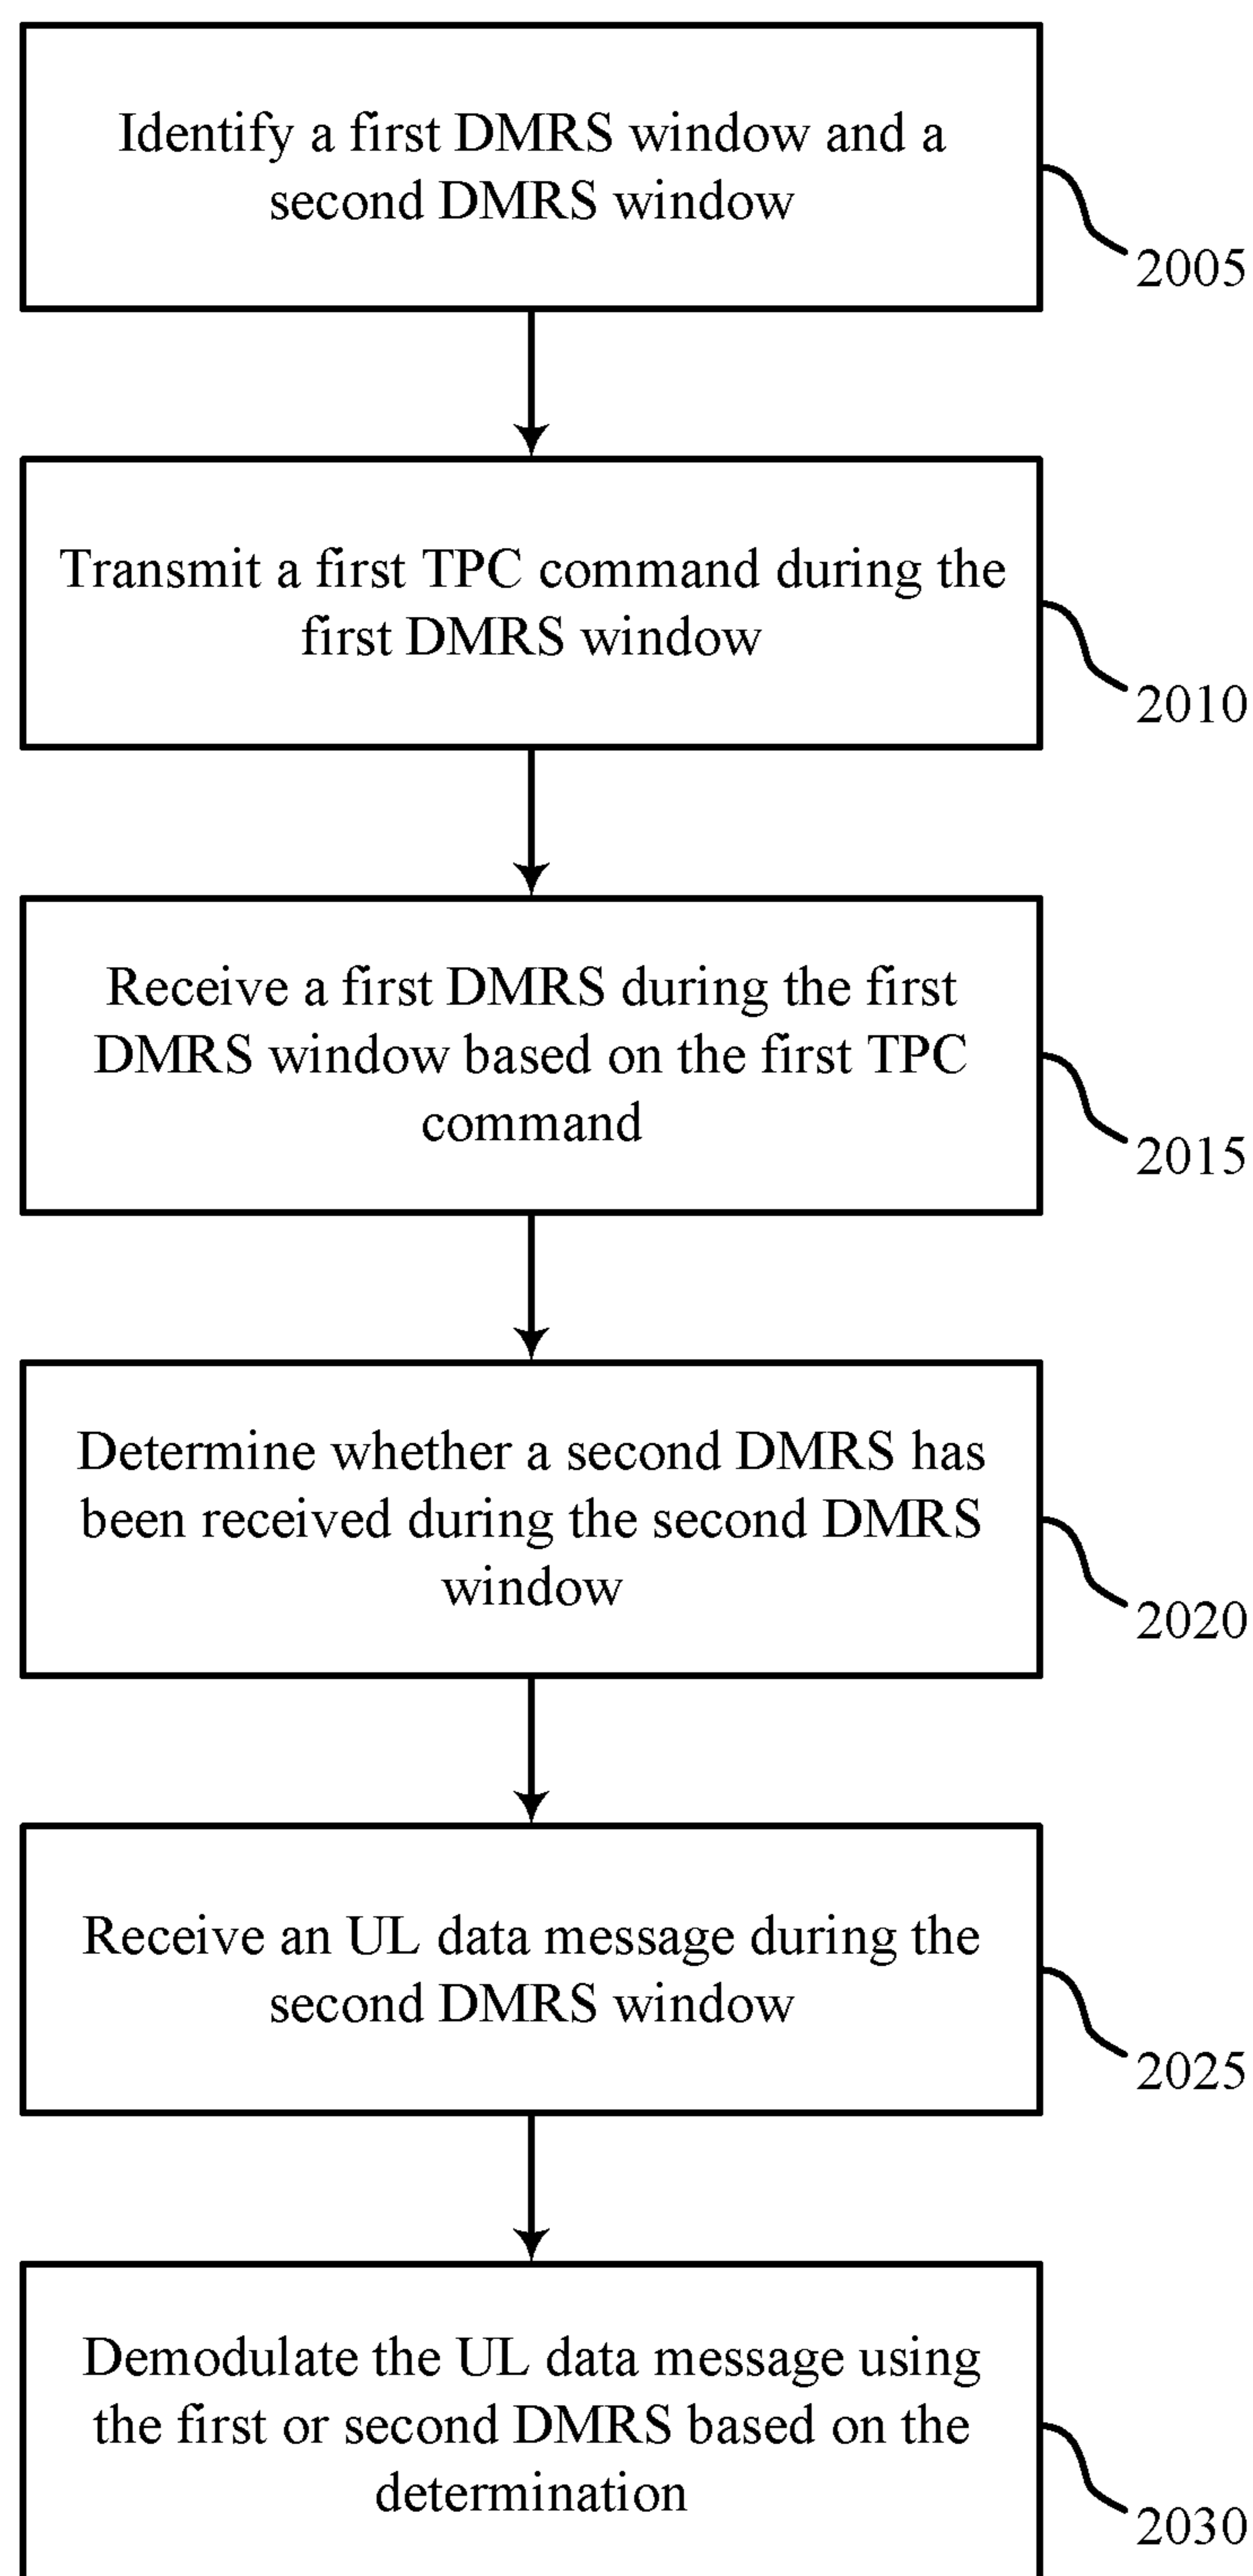 Identify a first DMRS window and a
second DMRS window
2005
Transmit a first TPC command during the
first DMRS window
2010
Receive a first DMRS during the first
DMRS window based on the first TPC
command
2015
Determine whether a second DMRS has
been received during the second DMRS
window
2020
Receive an UL data message during the
second DMRS window
2025
Demodulate the UL data message using
the first or second DMRS based on the
determination
2030